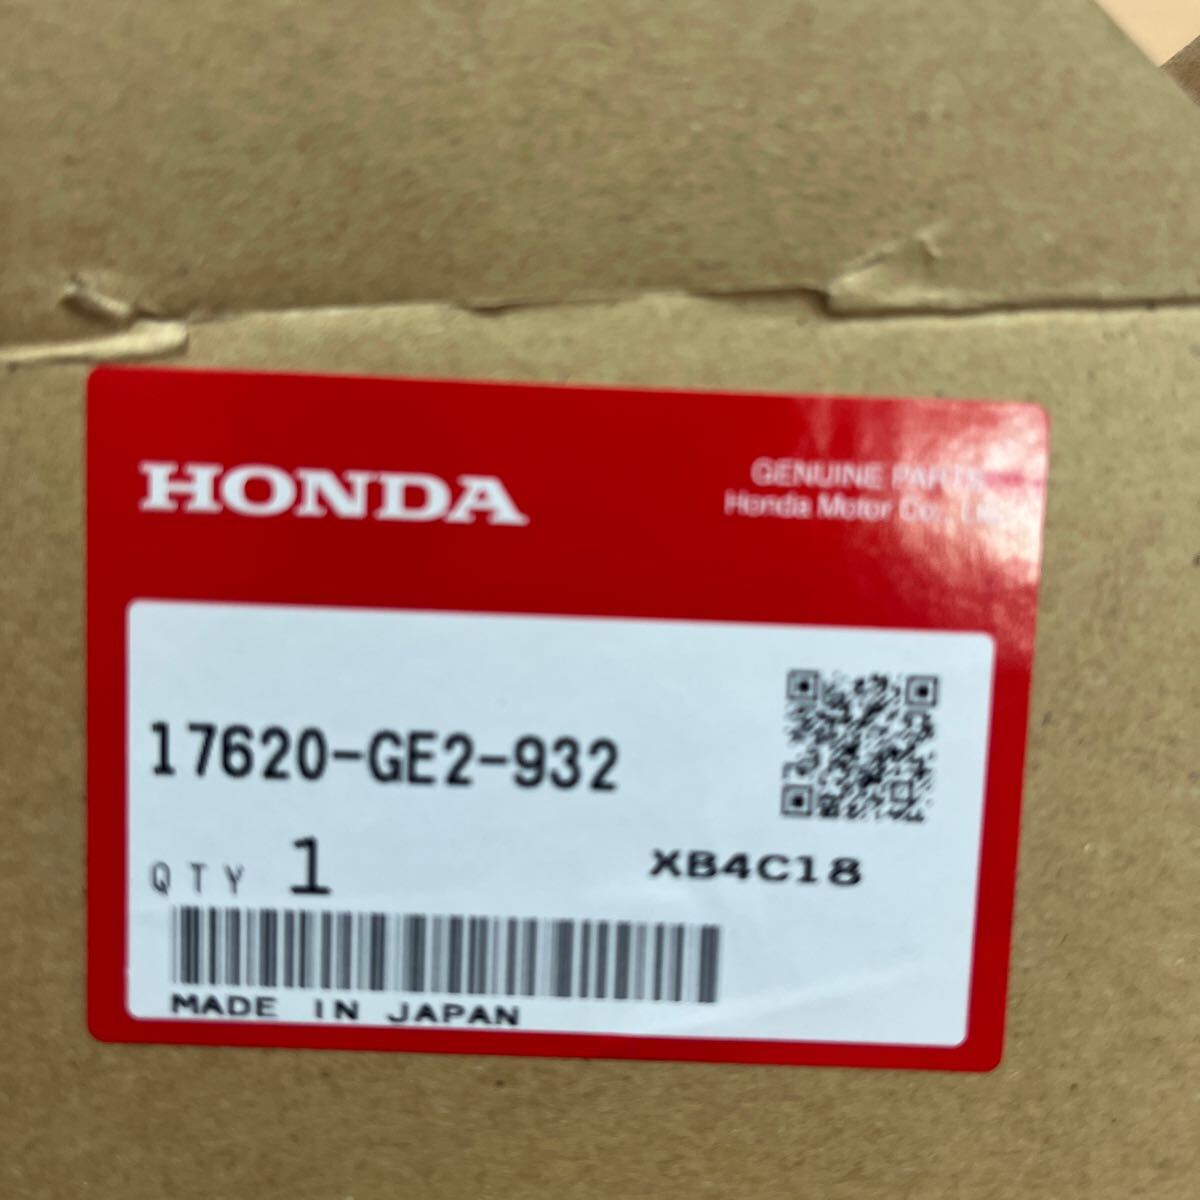 HONDA
GENUINE PARTS
Honda Motor Co., Ltd.
17620-GE2-932
QTY 1
XB4C18
MADE IN JAPAN